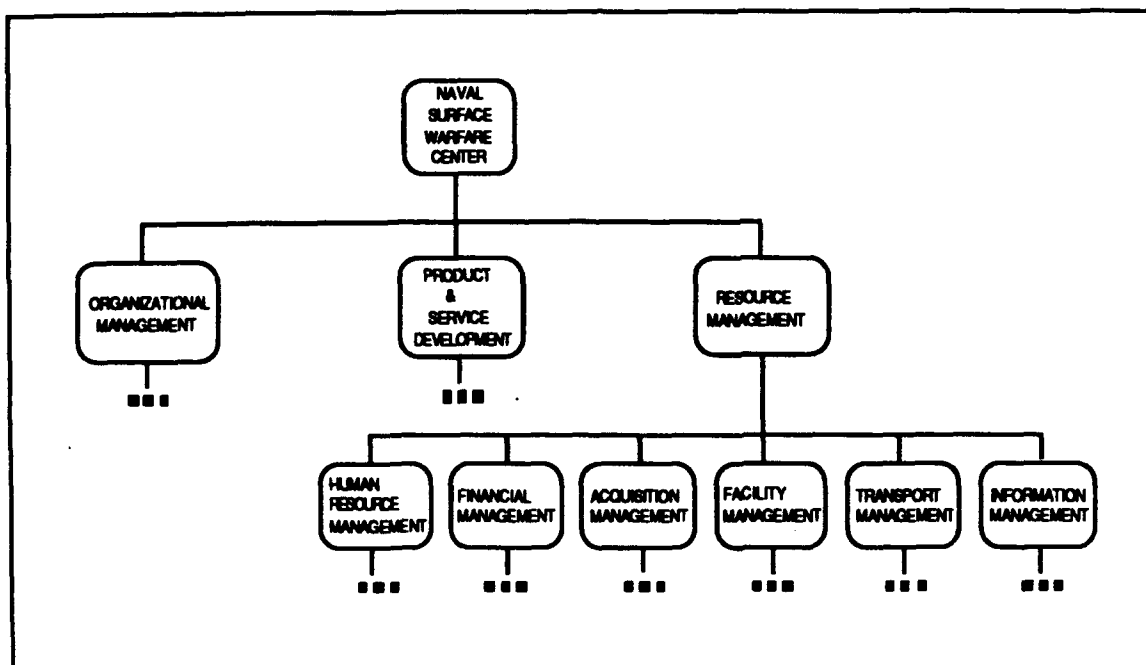 NAVAL
SURFACE
WARFARE
CENTER
ORGANIZATIONAL
MANAGEMENT
PRODUCT
&
SERVICE
DEVELOPMENT
RESOURCE
MANAGEMENT
HUMAN
RESOURCE
MANAGEMENT
FINANCIAL
MANAGEMENT
ACQUISITION
MANAGEMENT
FACILITY
MANAGEMENT
TRANSPORT
MANAGEMENT
INFORMATION
MANAGEMENT